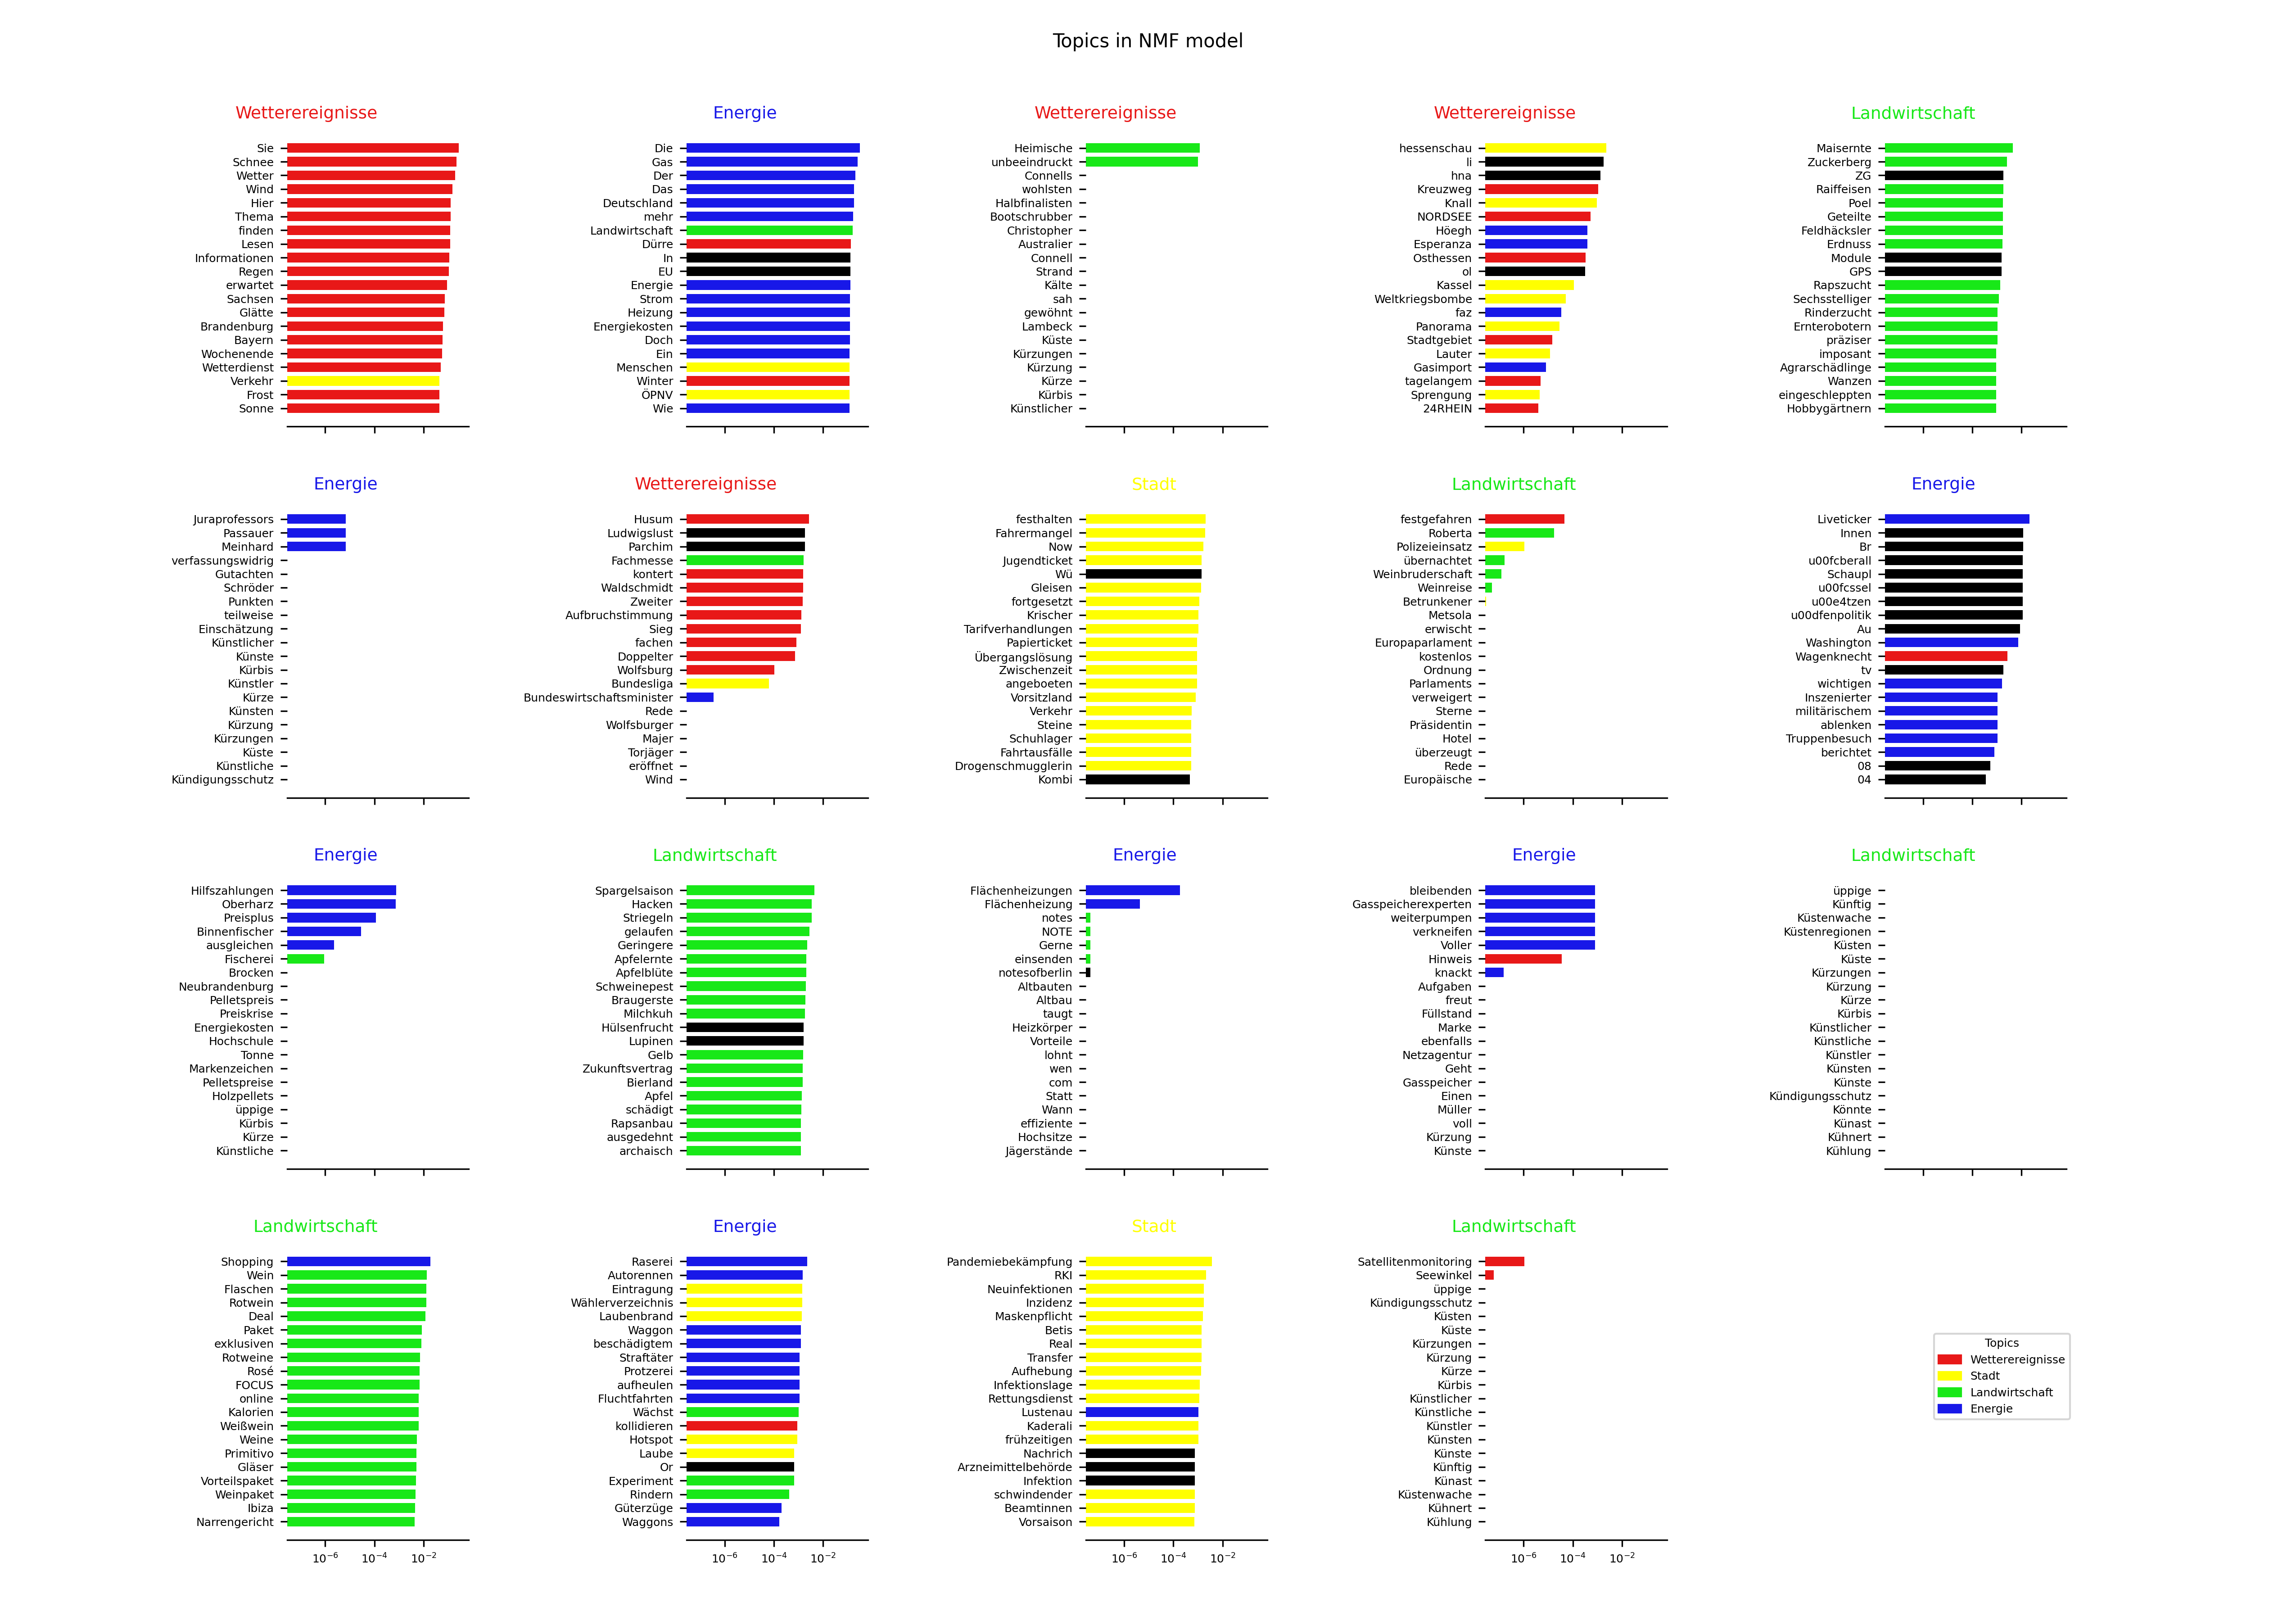 Topics in NMF model
Wetterereignisse
Sie
Schnee
Wetter
Wind
Hier
Thema
finden
Lesen
Informationen
Regen
erwartet
Sachsen
Glätte
Brandenburg
Bayern
Wochenende
Wetterdienst
Verkehr
Frost
Sonne
Energie
Die
Gas
Der
Das
Deutschland
mehr
Landwirtschaft
Dürre
In
EU
Energie
Strom
Heizung
Energiekosten
Doch
Ein
Menschen
Winter
ÖPNV
Wie
Wetterereignisse
Heimische
unbeeindruckt
Connells
wohlsten
Halbfinalisten
Bootschrubber
Christopher
Australier
Connell
Strand
Kälte
sah
gewöhnt
Lambeck
Küste
Kürzungen
Kürzung
Kürze
Kürbis
Künstlicher
Wetterereignisse
hessenschau
li
hna
Kreuzweg
Knall
NORDSEE
Höegh
Esperanza
Osthessen
ol
Kassel
Weltkriegsbombe
faz
Panorama
Stadtgebiet
Lauter
Gasimport
tagelangem
Sprengung
24RHEIN
Landwirtschaft
Maisernte
Zuckerberg
ZG
Raiffeisen
Poel
Geteilte
Feldhäcksler
Erdnuss
Module
GPS
Rapszucht
Sechsstelliger
Rinderzucht
Ernterobotern
präziser
imposant
Agrarschädlinge
Wanzen
eingeschleppten
Hobbygärtnern
Energie
Juraprofessors
Passauer
Meinhard
verfassungswidrig
Gutachten
Schröder
Punkten
teilweise
Einschätzung
Künstlicher
Künste
Kürbis
Künstler
Kürze
Künsten
Kürzung
Kürzungen
Küste
Künstliche
Kündigungsschutz
Wetterereignisse
Husum
Ludwigslust
Parchim
Fachmesse
kontert
Waldschmidt
Zweiter
Aufbruchstimmung
Sieg
fachen
Doppelter
Wolfsburg
Bundesliga
Bundeswirtschaftsminister
Rede
Wolfsburger
Majer
Torjäger
eröffnet
Wind
Stadt
festhalten
Fahrermangel
Now
Jugendticket
Wü
Gleisen
fortgesetzt
Krischer
Tarifverhandlungen
Papierticket
Übergangslösung
Zwischenzeit
angeboeten
Vorsitzland
Verkehr
Steine
Schuhlager
Fahrtausfälle
Drogenschmugglerin
Kombi
Landwirtschaft
festgefahren
Roberta
Polizeieinsatz
übernachtet
Weinbruderschaft
Weinreise
Betrunkener
Metsola
erwischt
Europaparlament
kostenlos
Ordnung
Parlaments
verweigert
Sterne
Präsidentin
Hotel
überzeugt
Rede
Europäische
Energie
Liveticker
Innen
Br
u00fcberall
Schaupl
u00fcssel
u00e4tzen
u00dfenpolitik
Au
Washington
Wagenknecht
tv
wichtigen
Inszenierter
militärischem
ablenken
Truppenbesuch
berichtet
08
04
Energie
Hilfszahlungen
Oberharz
Preisplus
Binnenfischer
ausgleichen
Fischerei
Brocken
Neubrandenburg
Pelletspreis
Preiskrise
Energiekosten
Hochschule
Tonne
Markenzeichen
Pelletspreise
Holzpellets
üppige
Kürbis
Kürze
Künstliche
Landwirtschaft
Spargelsaison
Hacken
Striegeln
gelaufen
Geringere
Apfelernte
Apfelblüte
Schweinepest
Braugerste
Milchkuh
Hülsenfrucht
Lupinen
Gelb
Zukunftsvertrag
Bierland
Apfel
schädigt
Rapsanbau
ausgedehnt
archaisch
Energie
Flächenheizungen
Flächenheizung
notes
NOTE
Gerne
einsenden
notesofberlin
Altbauten
Altbau
taugt
Heizkörper
Vorteile
lohnt
wen
com
Statt
Wann
effiziente
Hochsitze
Jägerstände
Energie
bleibenden
Gasspeicherexperten
weiterpumpen
verkneifen
Voller
Hinweis
knackt
Aufgaben
freut
Füllstand
Marke
ebenfalls
Netzagentur
Geht
Gasspeicher
Einen
Müller
voll
Kürzung
Künste
Landwirtschaft
üppige
Künftig
Küstenwache
Küstenregionen
Küsten
Küste
Kürzungen
Kürzung
Kürze
Kürbis
Künstlicher
Künstliche
Künstler
Künsten
Künste
Kündigungsschutz
Könnte
Künast
Kühnert
Kühlung
Landwirtschaft
Shopping
Wein
Flaschen
Rotwein
Deal
Paket
exklusiven
Rotweine
Rosé
FOCUS
online
Kalorien
Weißwein
Weine
Primitivo
Gläser
Vorteilspaket
Weinpaket
Ibiza
Narrengericht
10⁻⁶ 10⁻⁴ 10⁻²
Energie
Raserei
Autorennen
Eintragung
Wählerverzeichnis
Laubenbrand
Waggon
beschädigtem
Straftäter
Protzerei
aufheulen
Fluchtfahrten
Wächst
kollidieren
Hotspot
Laube
Or
Experiment
Rindern
Güterzüge
Waggons
10⁻⁶ 10⁻⁴ 10⁻²
Stadt
Pandemiebekämpfung
RKI
Neuinfektionen
Inzidenz
Maskenpflicht
Betis
Real
Transfer
Aufhebung
Infektionslage
Rettungsdienst
Lustenau
Kaderali
frühzeitigen
Nachrich
Arzneimittelbehörde
Infektion
schwindender
Beamtinnen
Vorsaison
10⁻⁶ 10⁻⁴ 10⁻²
Landwirtschaft
Satellitenmonitoring
Seewinkel
üppige
Kündigungsschutz
Küsten
Küste
Kürzungen
Kürzung
Kürze
Kürbis
Künstlicher
Künstliche
Künstler
Künsten
Künste
Künftig
Künast
Küstenwache
Kühnert
Kühlung
10⁻⁶ 10⁻⁴ 10⁻²
Topics
Wetterereignisse
Stadt
Landwirtschaft
Energie